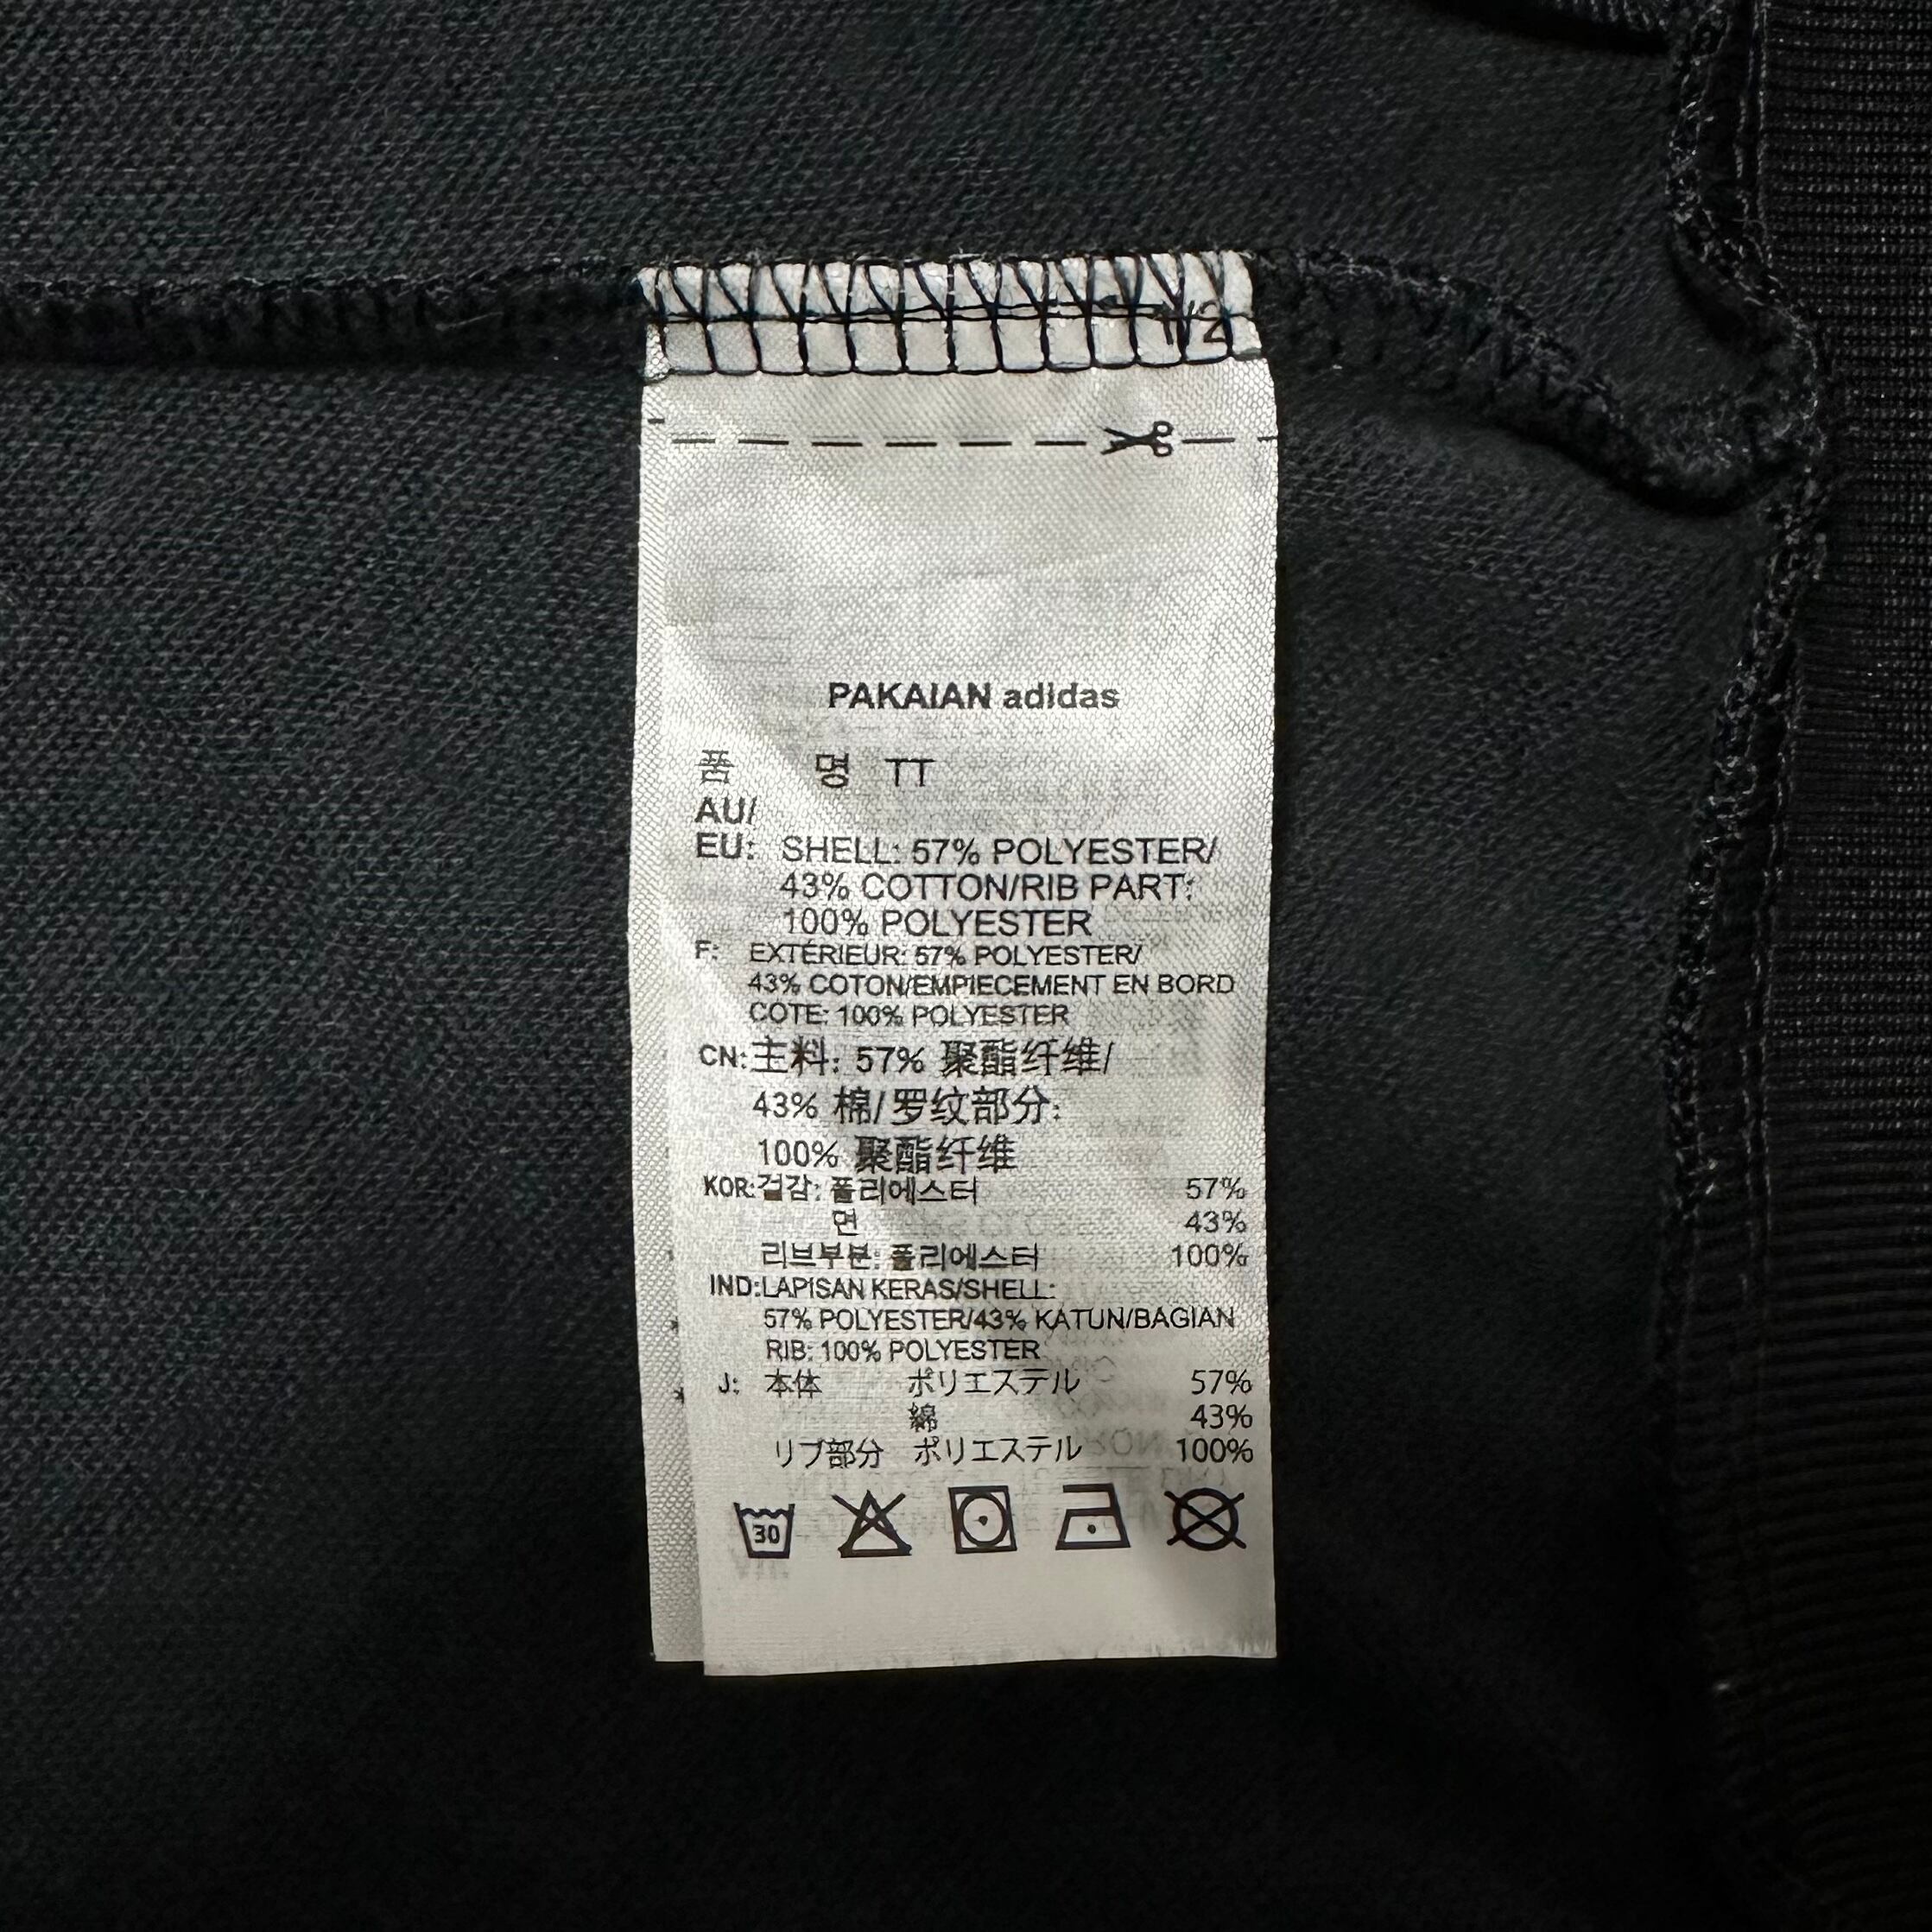 1/2
PAKAIAN adidas
품 명 TT
AU/
EU: SHELL: 57% POLYESTER/
43% COTTON/RIB PART:
100% POLYESTER
F: EXTÉRIEUR: 57% POLYESTER/
43% COTON/EMPIECEMENT EN BORD
COTE: 100% POLYESTER
CN: 主料: 57% 聚酯纤维/
43% 棉/罗纹部分:
100% 聚酯纤维
KOR: 겉감: 폴리에스터 57%
면 43%
리브부분: 폴리에스터 100%
IND: LAPISAN KERAS/SHELL:
57% POLYESTER/43% KATUN/BAGIAN
RIB: 100% POLYESTER
J: 本体 ポリエステル 57%
綿 43%
リブ部分 ポリエステル 100%
30